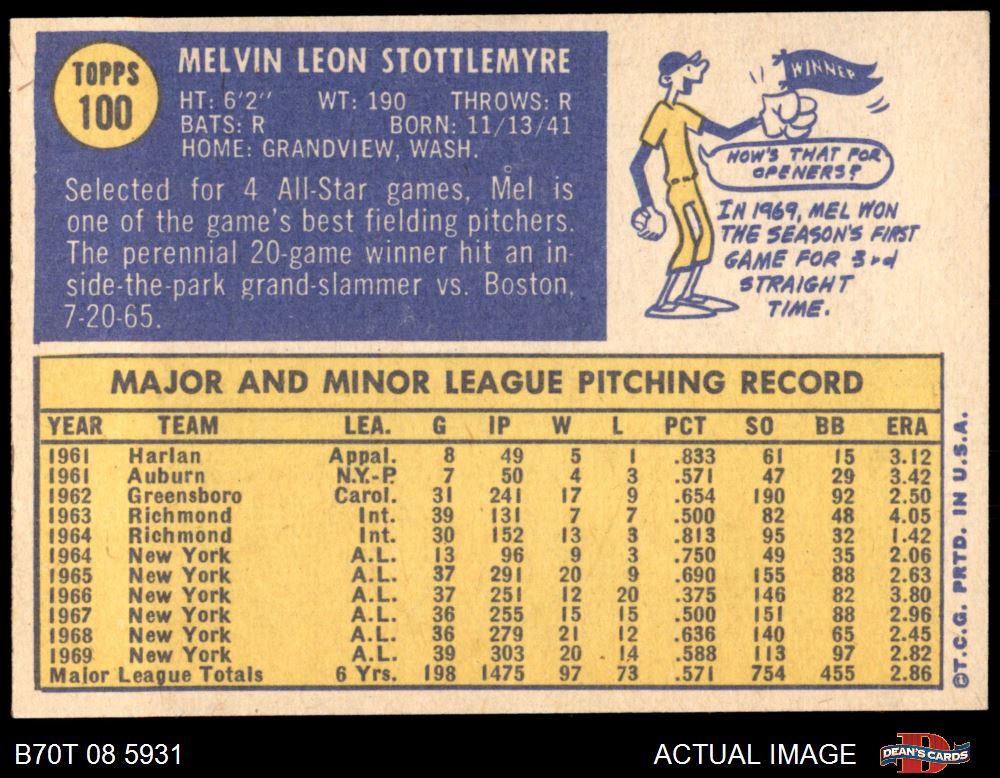 TOPPS
100
MELVIN LEON STOTTLEMYRE
HT: 6'2" WT: 190 THROWS: R
BATS: R BORN: 11/13/41
HOME: GRANDVIEW, WASH.
Selected for 4 All-Star games, Mel is
one of the game's best fielding pitchers.
The perennial 20-game winner hit an in-
side-the-park grand-slammer vs. Boston,
7-20-65.
WINNER
HOW'S THAT FOR
OPENERS?
IN 1969, MEL WON
THE SEASON'S FIRST
GAME FOR 3rd
STRAIGHT
TIME.
MAJOR AND MINOR LEAGUE PITCHING RECORD
YEAR TEAM LEA. G IP W L PCT SO BB ERA
1961 Harlan Appal. 8 49 5 1 .833 61 15 3.12
1961 Auburn N.Y.-P. 7 50 4 3 .571 47 29 3.42
1962 Greensboro Carol. 31 241 17 9 .654 190 92 2.50
1963 Richmond Int. 39 131 7 7 .500 82 48 4.05
1964 Richmond Int. 30 152 13 3 .813 95 32 1.42
1964 New York A.L. 13 96 9 3 .750 49 35 2.06
1965 New York A.L. 37 291 20 9 .690 155 88 2.63
1966 New York A.L. 37 251 12 20 .375 146 82 3.80
1967 New York A.L. 36 255 15 15 .500 151 88 2.96
1968 New York A.L. 36 279 21 12 .636 140 65 2.45
1969 New York A.L. 39 303 20 14 .588 113 97 2.82
Major League Totals 6 Yrs. 198 1475 97 73 .571 754 455 2.86
©T.C.G. PRTD. IN U.S.A.
B70T 08 5931
ACTUAL IMAGE
DEAN'S CARDS